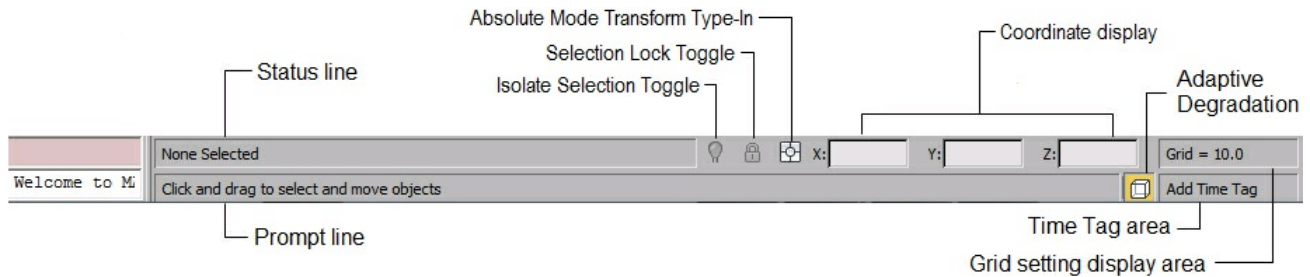 Absolute Mode Transform Type-In
Selection Lock Toggle
Coordinate display
Status line
Isolate Selection Toggle
Adaptive
Degradation
None Selected
X:
Y:
Z:
Grid = 10.0
Welcome to
Click and drag to select and move objects
Add Time Tag
Prompt line
Time Tag area
Grid setting display area